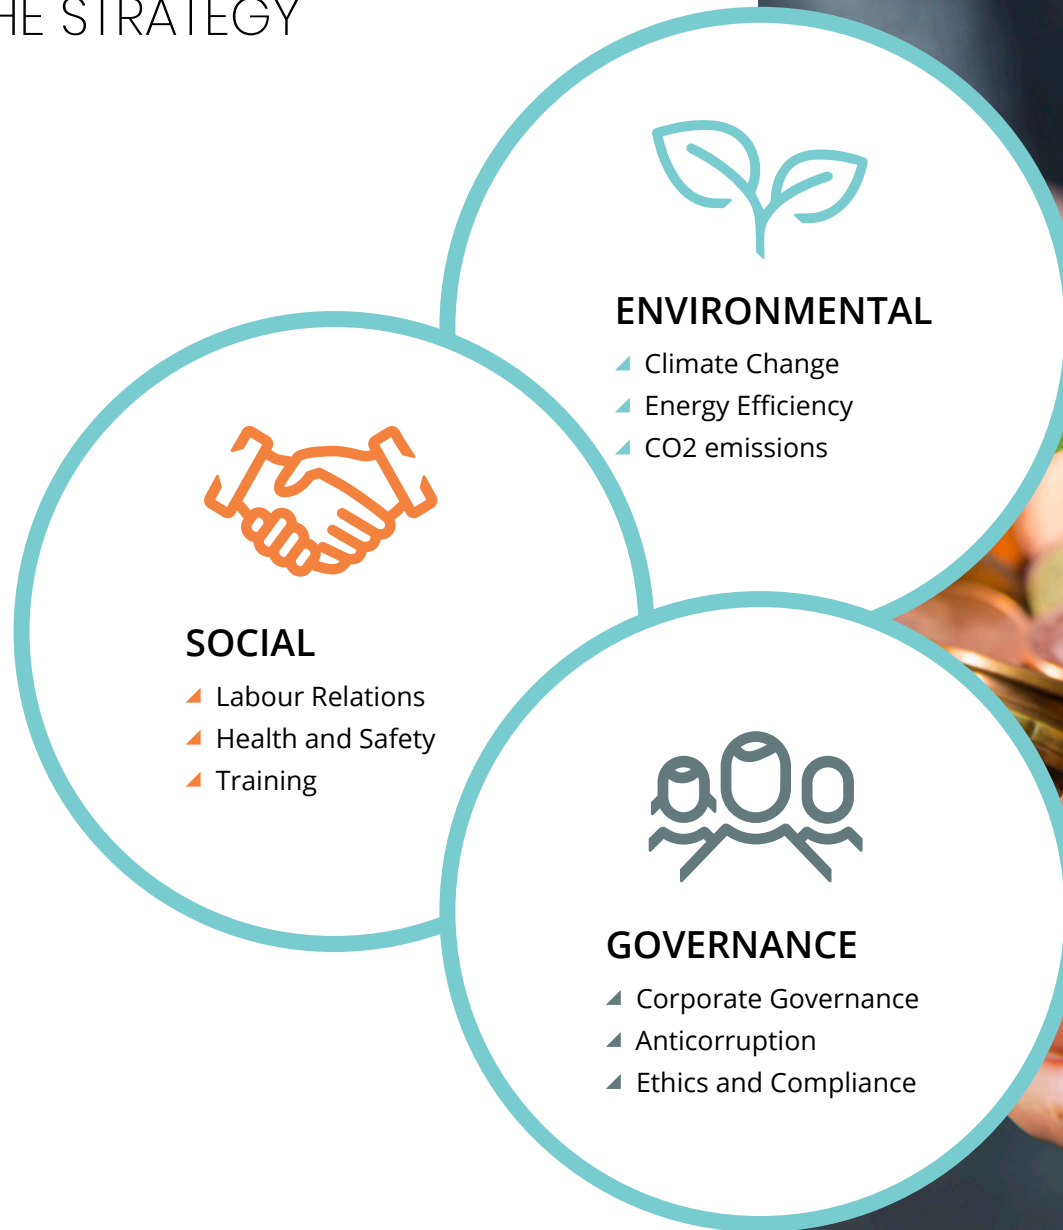 THE STRATEGY
ENVIRONMENTAL
Climate Change
Energy Efficiency
CO2 emissions
SOCIAL
Labour Relations
Health and Safety
Training
GOVERNANCE
Corporate Governance
Anticorruption
Ethics and Compliance